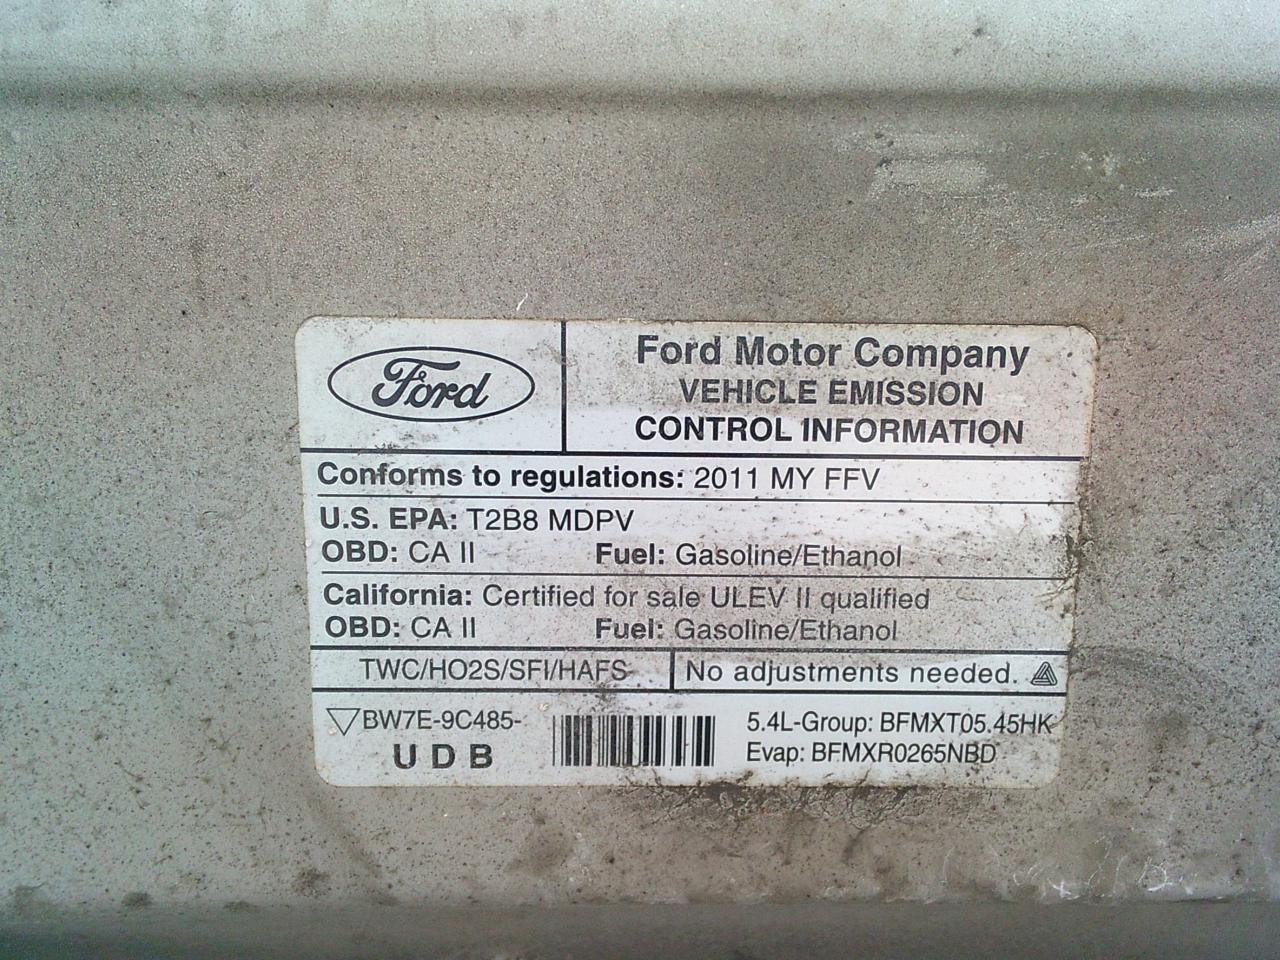 Ford
Ford Motor Company
VEHICLE EMISSION
CONTROL INFORMATION
Conforms to regulations: 2011 MY FFV
U.S. EPA: T2B8 MDPV
OBD: CA II Fuel: Gasoline/Ethanol
California: Certified for sale ULEV II qualified
OBD: CA II Fuel: Gasoline/Ethanol
TWC/HO2S/SFI/HAFS No adjustments needed.
BW7E-9C485- 5.4L-Group: BFMXT05.45HK
UDB Evap: BFMXR0265NBD